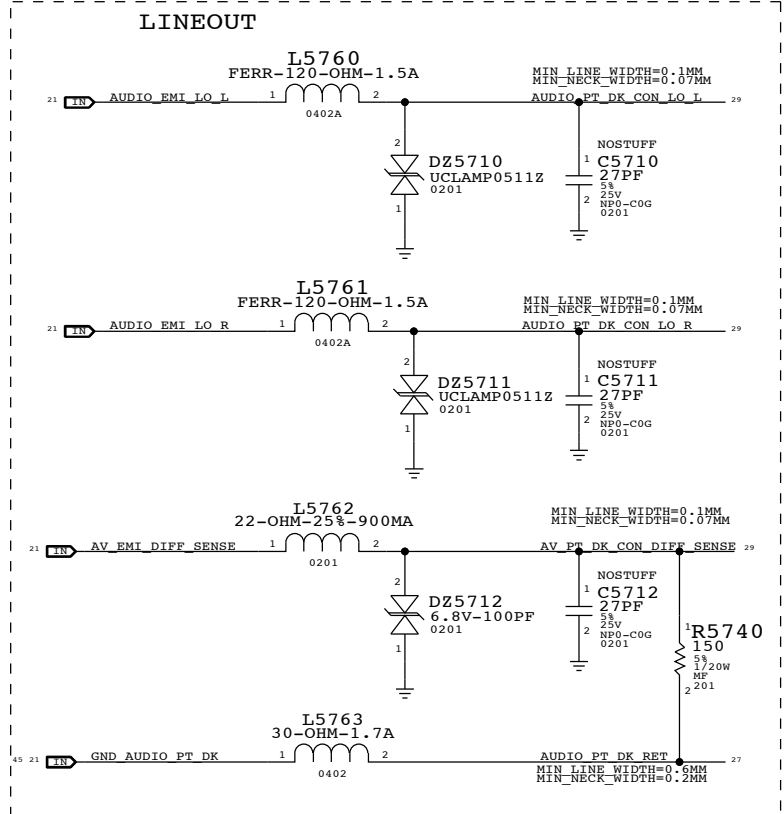 LINEOUT
L5760
FERR-120-OHM-1.5A
MIN_LINE_WIDTH=0.1MM
MIN_NECK_WIDTH=0.07MM
21 IN AUDIO_EMI_LO_L 1 2 AUDIO_PT_DK_CON_LO_L 29
0402A
2
DZ5710
UCLAMP0511Z
0201
1
NOSTUFF
1 C5710
27PF
5%
25V
2 NP0-C0G
0201
L5761
FERR-120-OHM-1.5A
MIN_LINE_WIDTH=0.1MM
MIN_NECK_WIDTH=0.07MM
21 IN AUDIO_EMI_LO_R 1 2 AUDIO_PT_DK_CON_LO_R 29
0402A
2
DZ5711
UCLAMP0511Z
0201
1
NOSTUFF
1 C5711
27PF
5%
25V
2 NP0-C0G
0201
L5762
22-OHM-25%-900MA
MIN_LINE_WIDTH=0.1MM
MIN_NECK_WIDTH=0.07MM
21 IN AV_EMI_DIFF_SENSE 1 2 AV_PT_DK_CON_DIFF_SENSE 29
0201
2
DZ5712
6.8V-100PF
0201
1
NOSTUFF
1 C5712
27PF
5%
25V
2 NP0-C0G
0201
1 R5740
150
5%
1/20W
MF
2 201
L5763
30-OHM-1.7A
45 21 IN GND_AUDIO_PT_DK 1 2 AUDIO_PT_DK_RET 27
0402
MIN_LINE_WIDTH=0.6MM
MIN_NECK_WIDTH=0.2MM